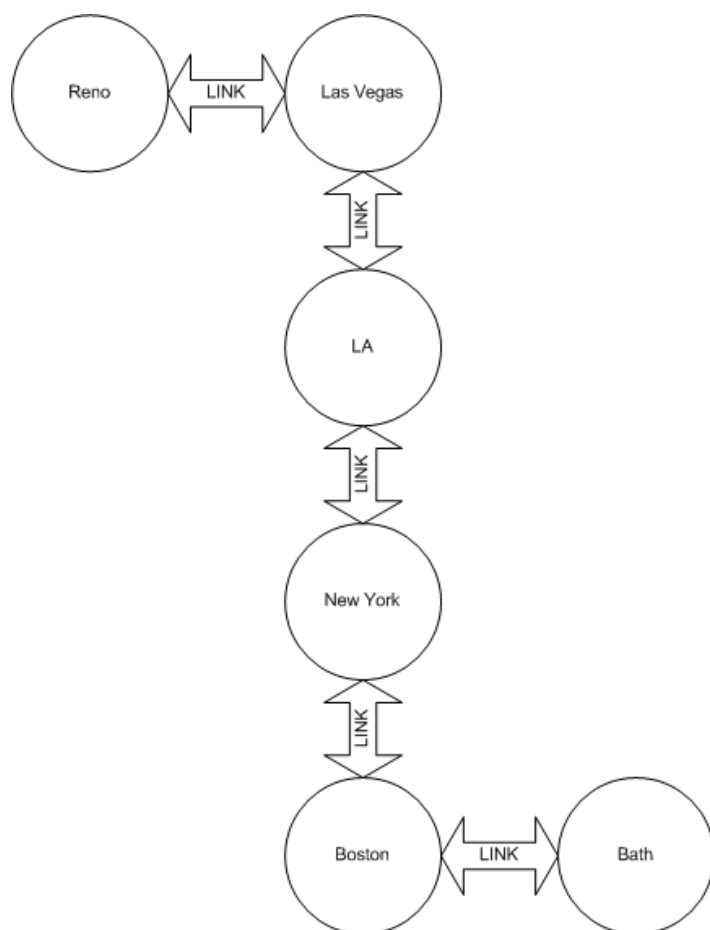 Reno
LINK
Las Vegas
LINK
LA
LINK
New York
LINK
Boston
LINK
Bath